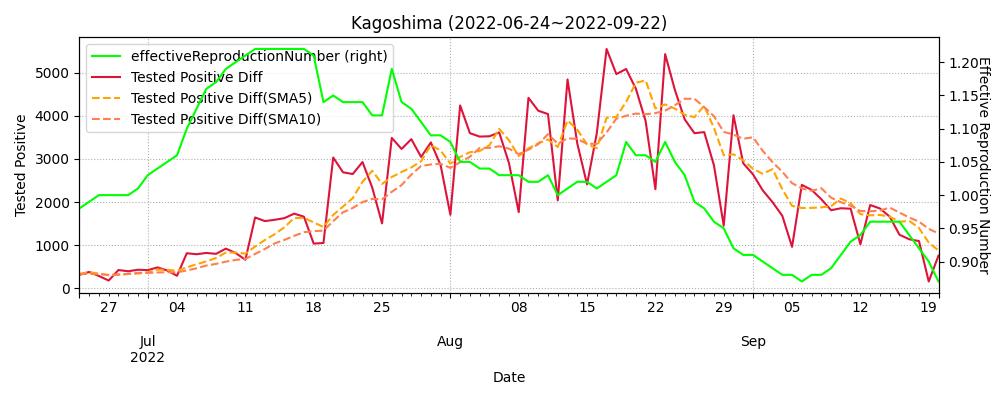 Kagoshima (2022-06-24~2022-09-22)
effectiveReproductionNumber (right)
Tested Positive Diff
Tested Positive Diff(SMA5)
Tested Positive Diff(SMA10)
Tested Positive
5000
4000
3000
2000
1000
0
1.20
1.15
1.10
1.05
1.00
0.95
0.90
Effective Reproduction Number
27 04 11 18 25 08 15 22 29 05 12 19
Jul Aug Sep
2022
Date